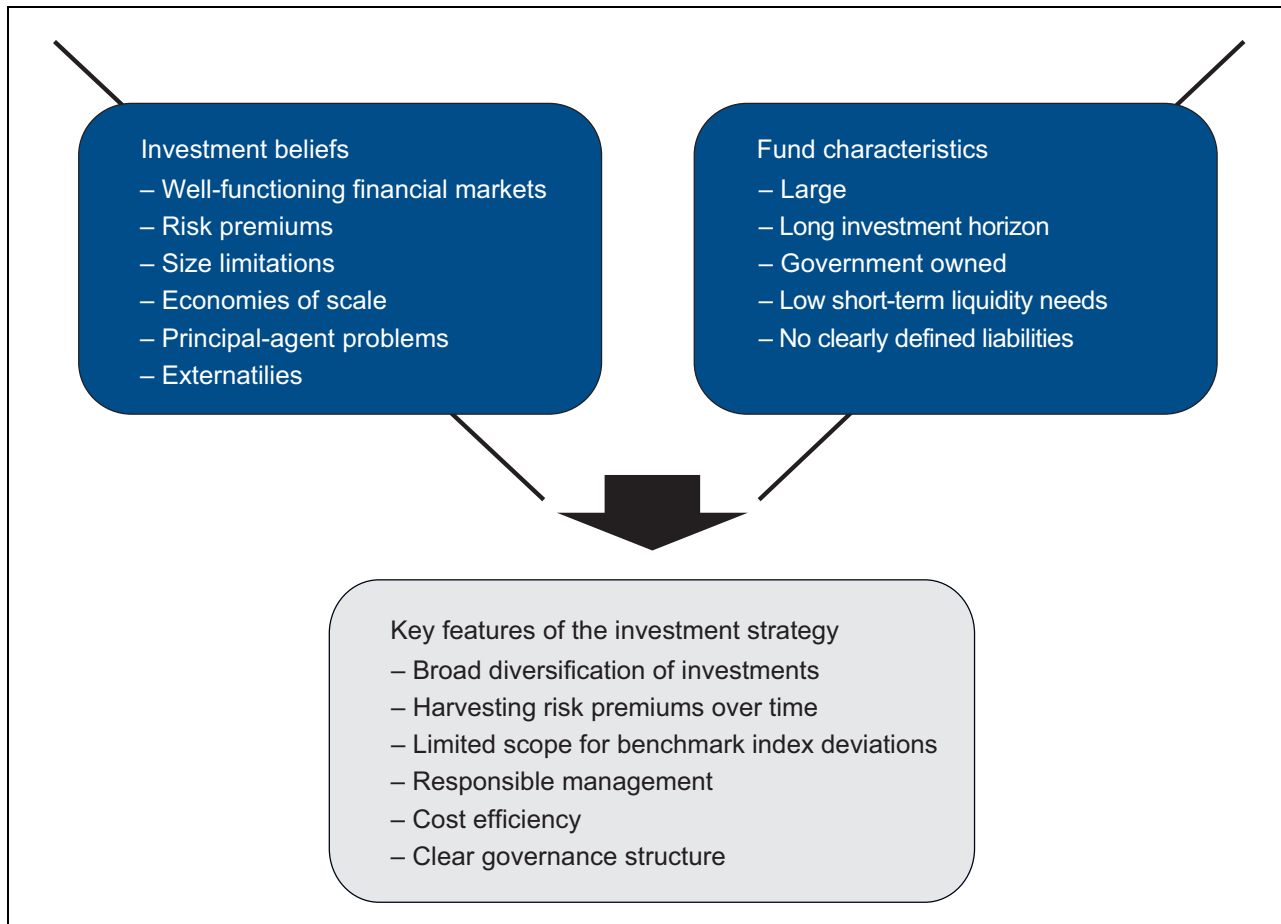 Investment beliefs
– Well-functioning financial markets
– Risk premiums
– Size limitations
– Economies of scale
– Principal-agent problems
– Externatilies
Fund characteristics
– Large
– Long investment horizon
– Government owned
– Low short-term liquidity needs
– No clearly defined liabilities
Key features of the investment strategy
– Broad diversification of investments
– Harvesting risk premiums over time
– Limited scope for benchmark index deviations
– Responsible management
– Cost efficiency
– Clear governance structure